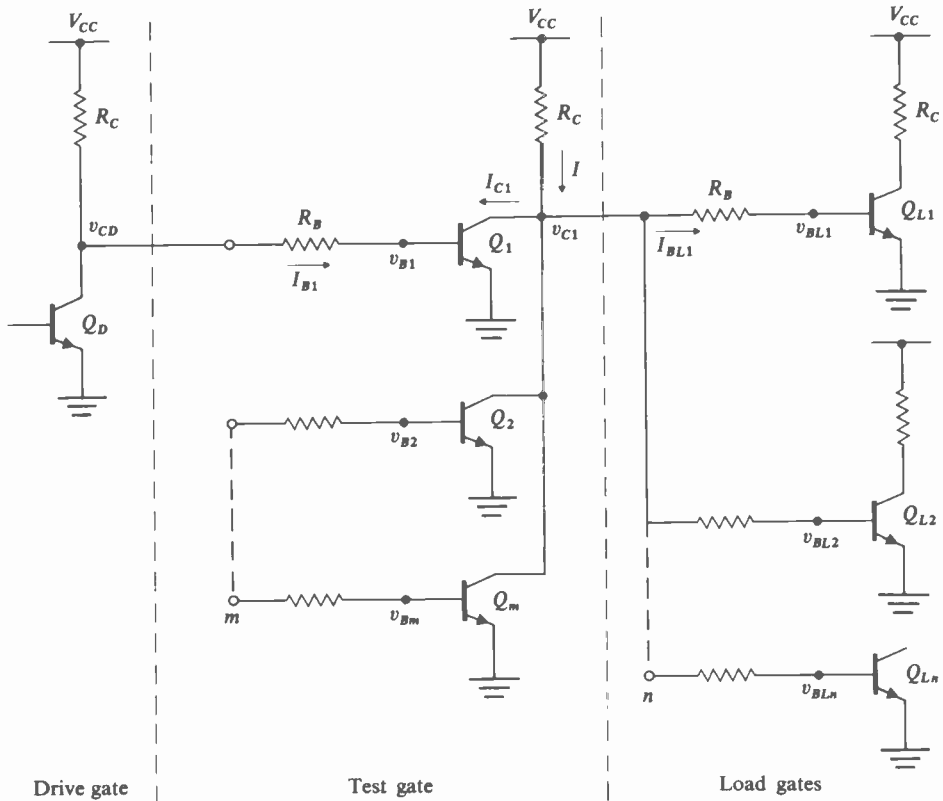 V_CC
R_C
v_CD
Q_D
R_B
I_B1
v_B1
Q_1
I_C1
V_CC
R_C
I
v_C1
v_B2
Q_2
m
v_Bm
Q_m
V_CC
R_C
R_B
I_BL1
v_BL1
Q_L1
v_BL2
Q_L2
n
v_BLn
Q_Ln
Drive gate
Test gate
Load gates